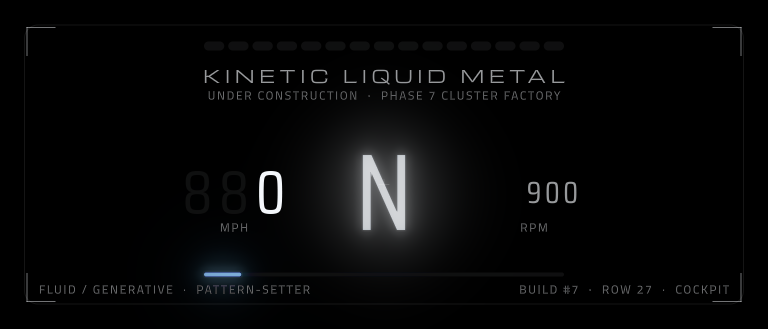 KINETIC LIQUID METAL
UNDER CONSTRUCTION · PHASE 7 CLUSTER FACTORY
0 N 900
MPH RPM
FLUID / GENERATIVE · PATTERN-SETTER BUILD #7 · ROW 27 · COCKPIT